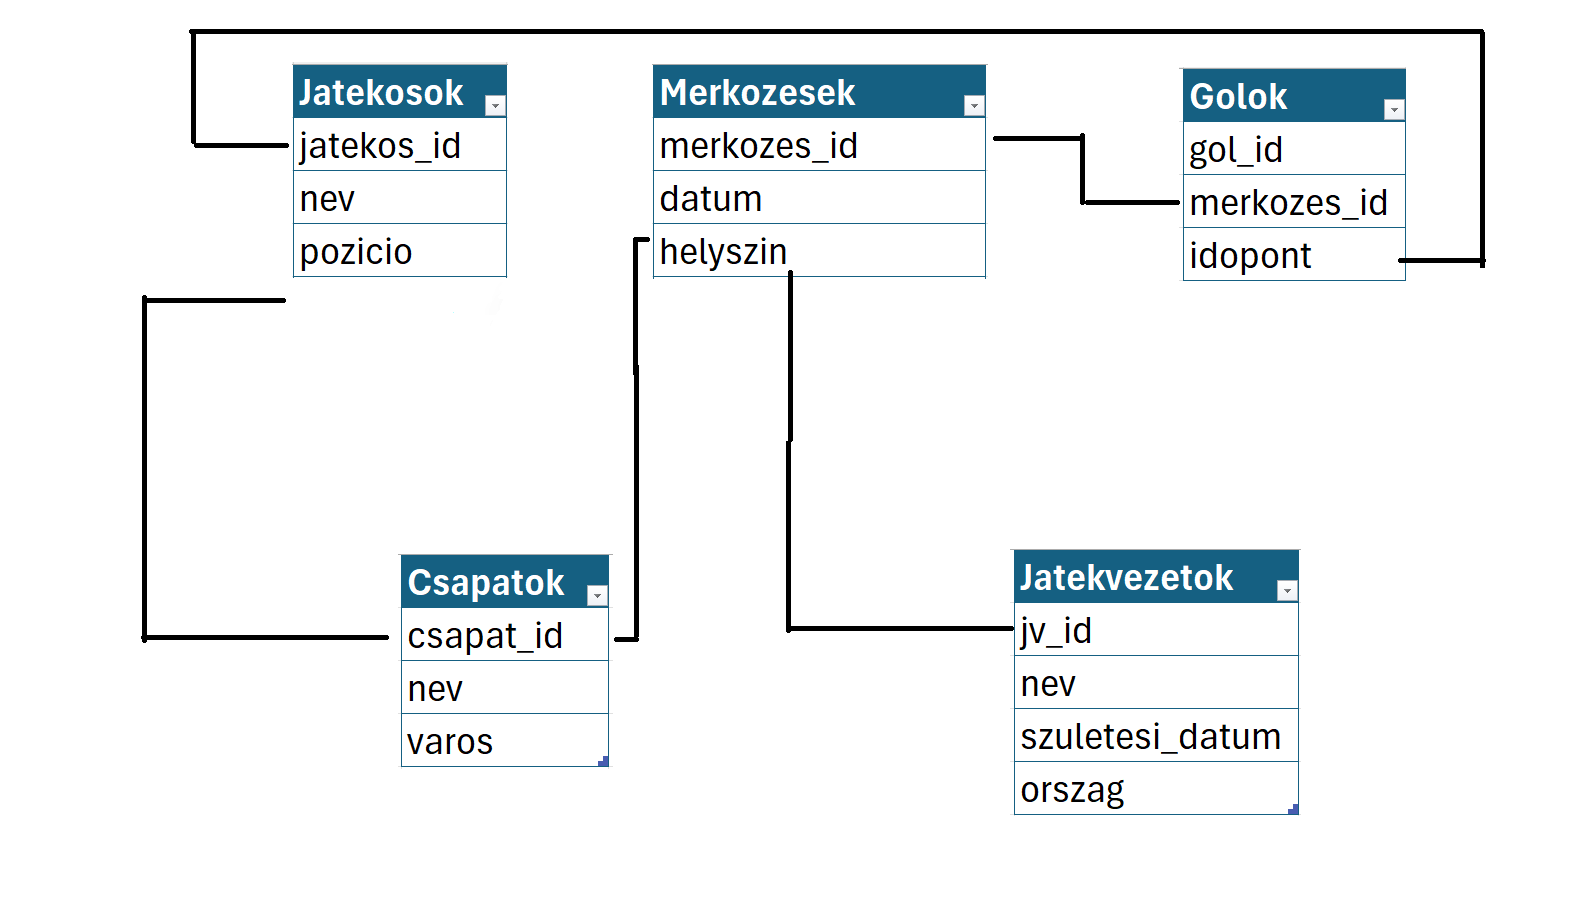 Jatekosok
jatekos_id
nev
pozicio
Merkozesek
merkozes_id
datum
helyszin
Golok
gol_id
merkozes_id
idopont
Csapatok
csapat_id
nev
varos
Jatekvezetok
jv_id
nev
szuletesi_datum
orszag